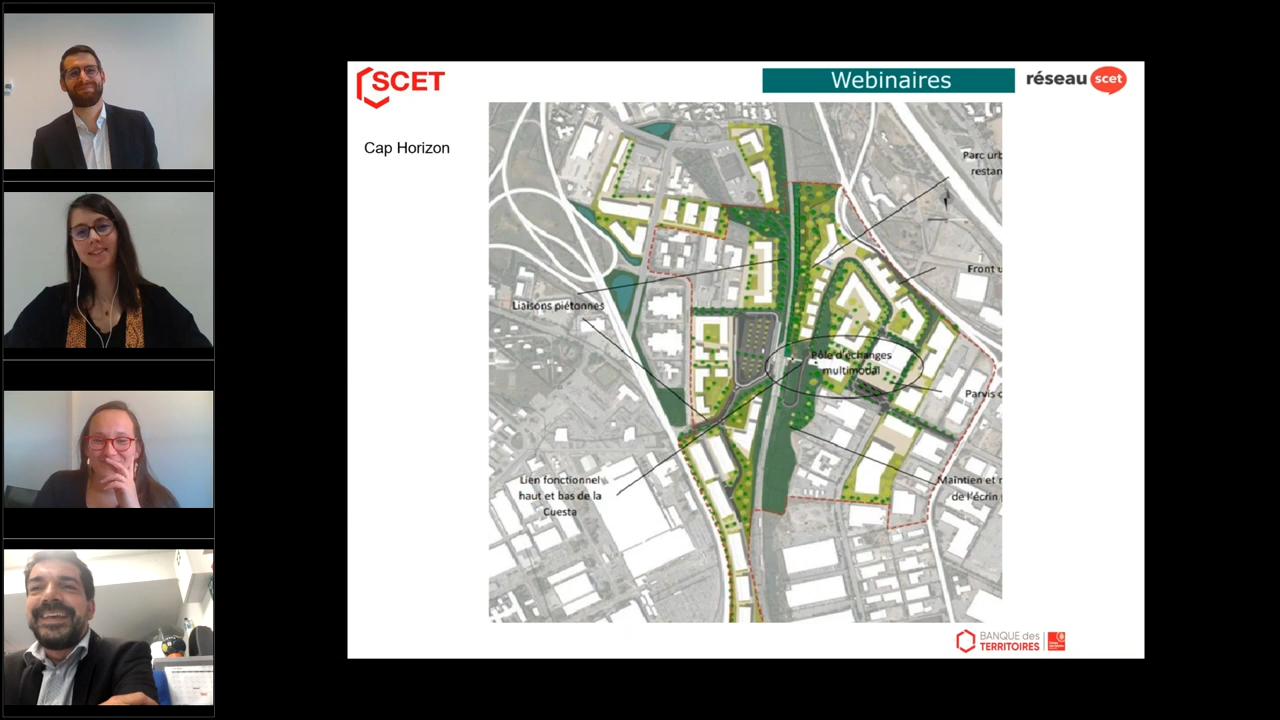 SCET
Webinaires
réseau scet
Cap Horizon
Parc urb
restan
Front u
Liaisons piétonnes
Pôle d'échanges
multimodal
Parvis
Lien fonctionnel
haut et bas de la
Cuesta
Maintien et r
de l'écrin
BANQUE des
TERRITOIRES